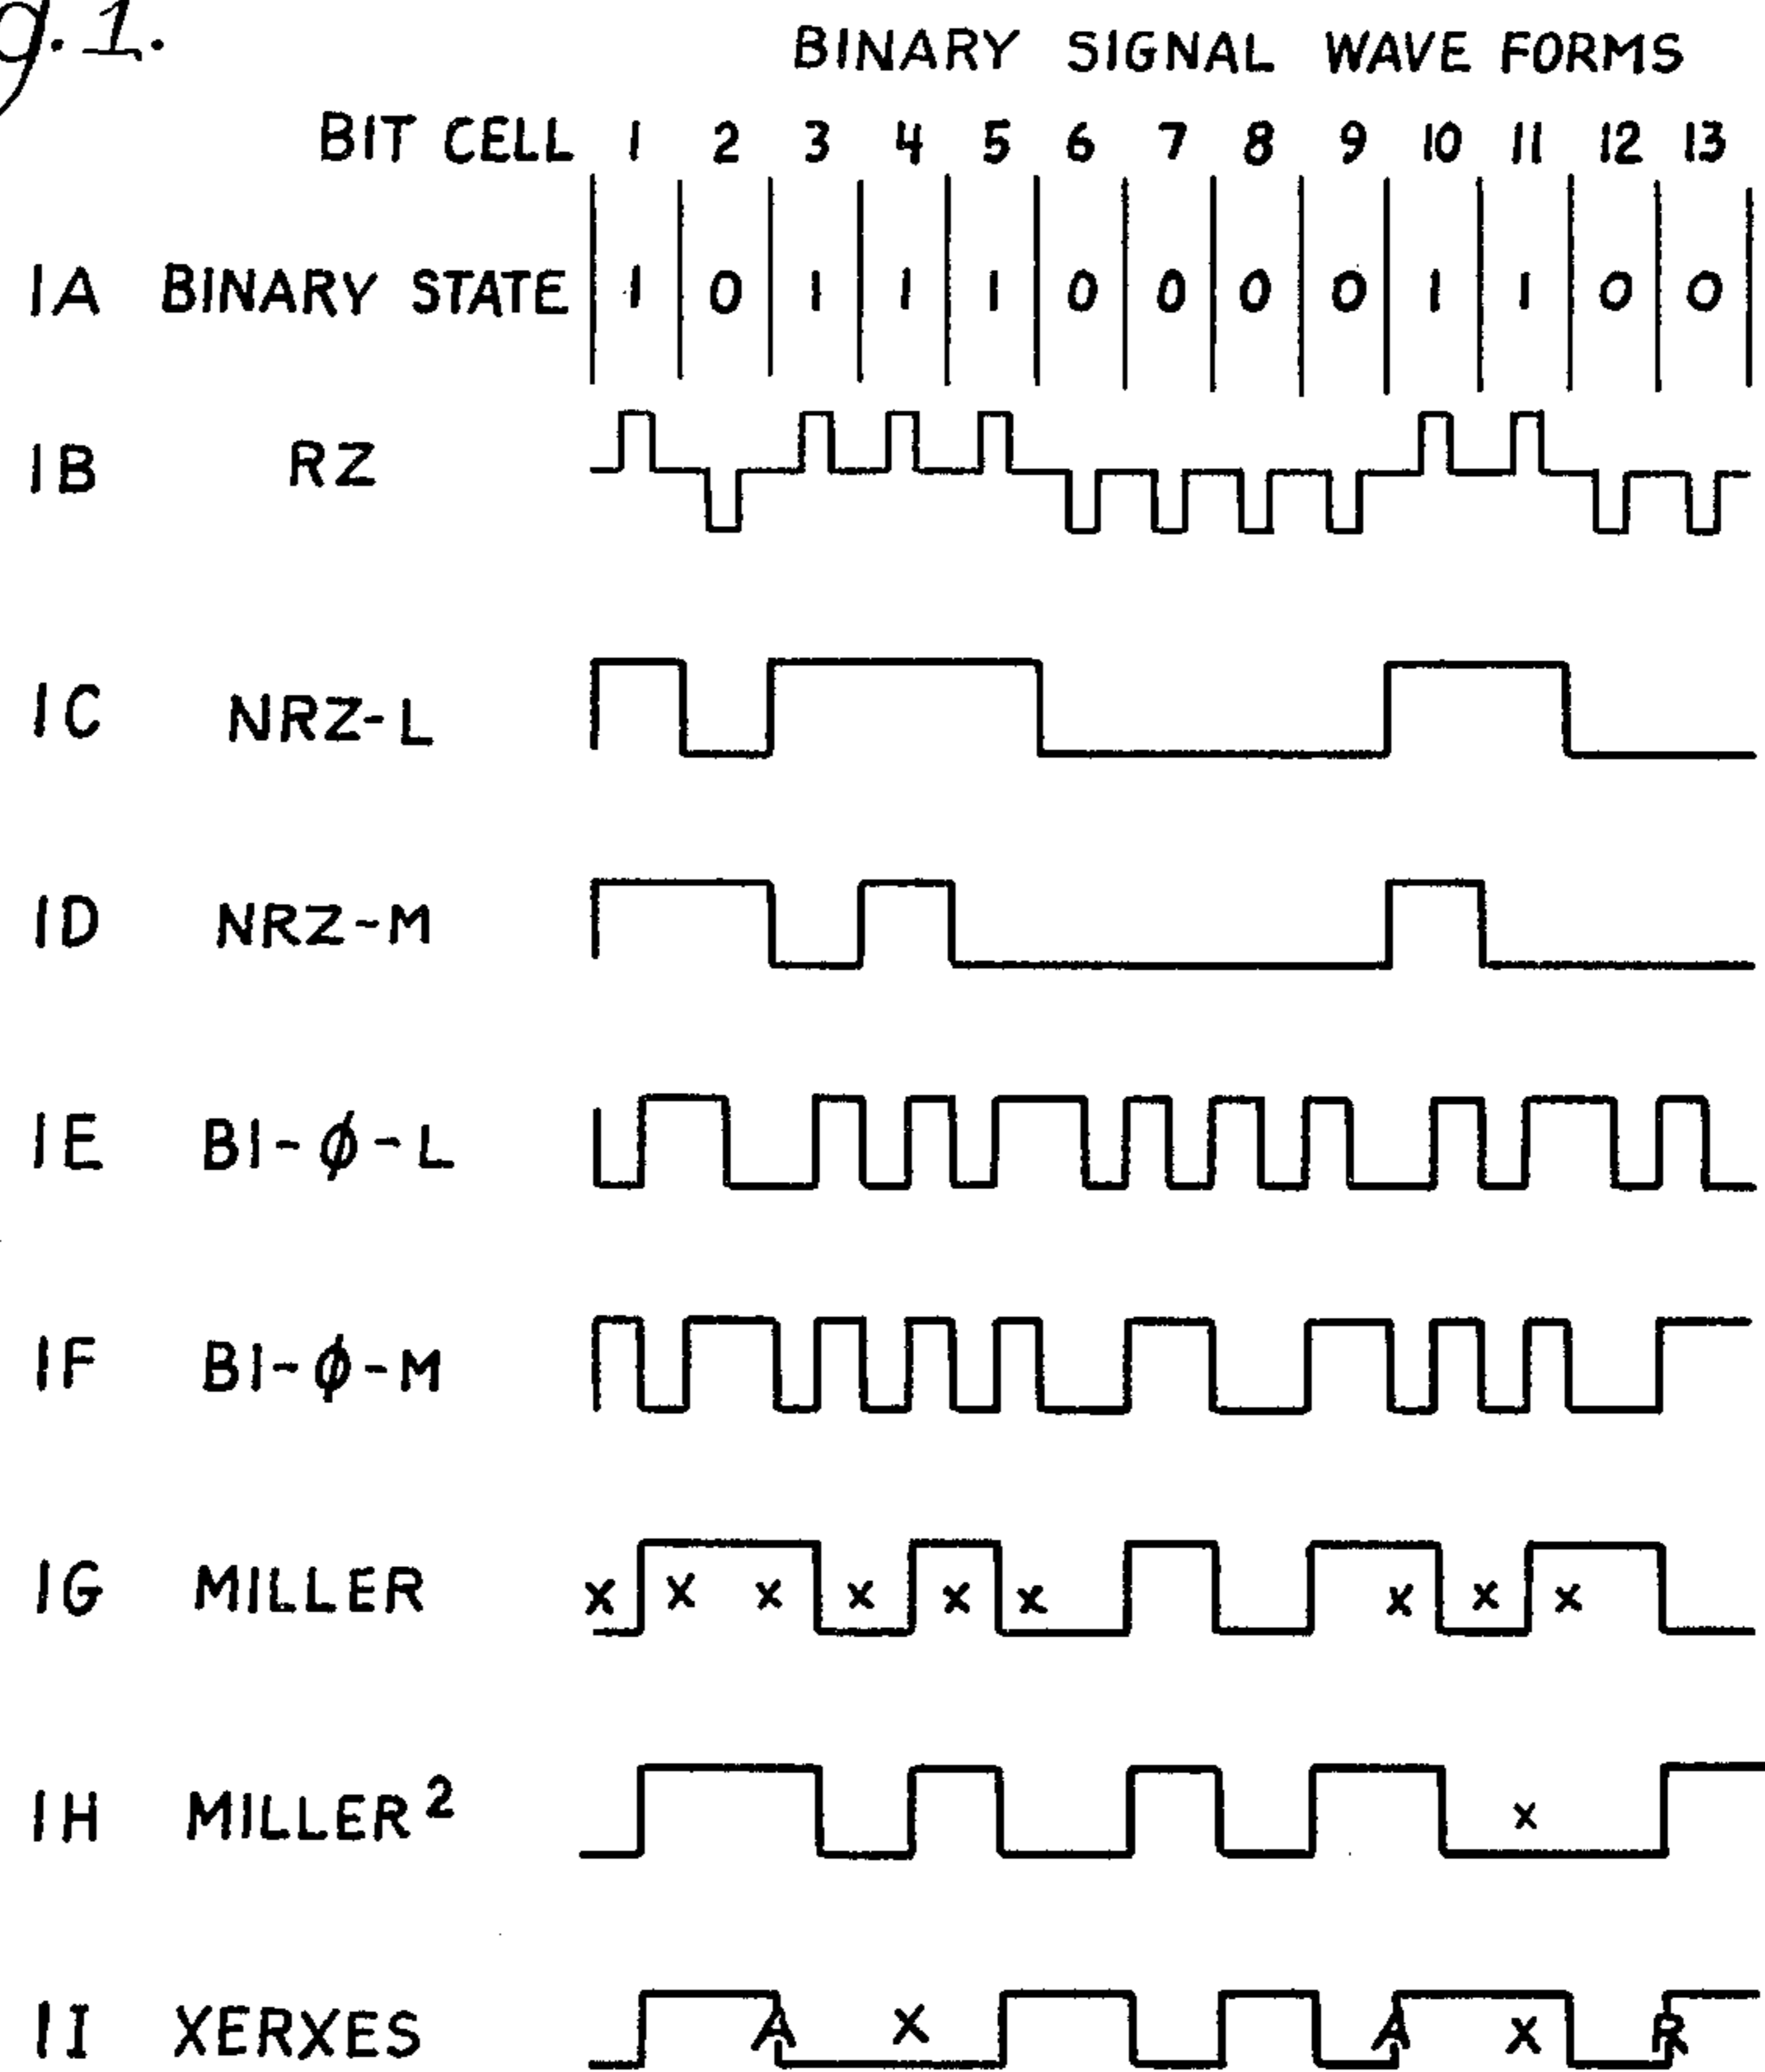 g. 1.
BINARY SIGNAL WAVE FORMS
BIT CELL 1 2 3 4 5 6 7 8 9 10 11 12 13
1A BINARY STATE 1 0 1 1 1 0 0 0 0 1 1 0 0
1B RZ
1C NRZ-L
1D NRZ-M
1E BI-ϕ-L
1F BI-ϕ-M
1G MILLER X X X X X X X X X
1H MILLER² X
1I XERXES A X A X R